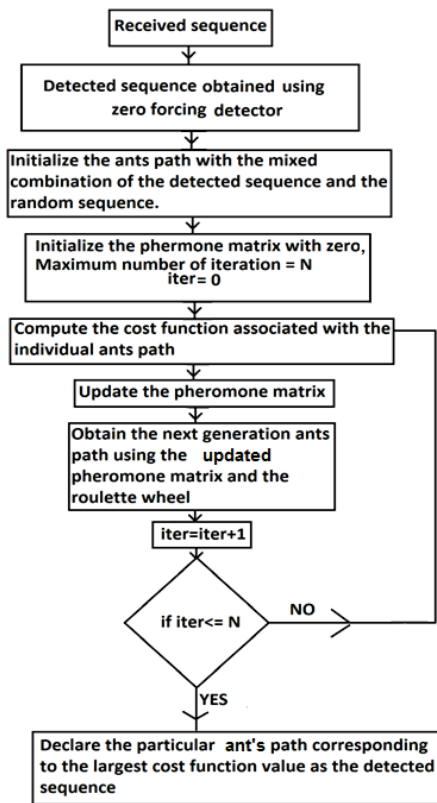 Received sequence
Detected sequence obtained using
zero forcing detector
Initialize the ants path with the mixed
combination of the detected sequence and the
random sequence.
Initialize the phermone matrix with zero,
Maximum number of iteration = N
iter= 0
Compute the cost function associated with the
individual ants path
Update the pheromone matrix
Obtain the next generation ants
path using the updated
pheromone matrix and the
roulette wheel
iter=iter+1
if iter<= N
NO
YES
Declare the particular ant's path corresponding
to the largest cost function value as the detected
sequence